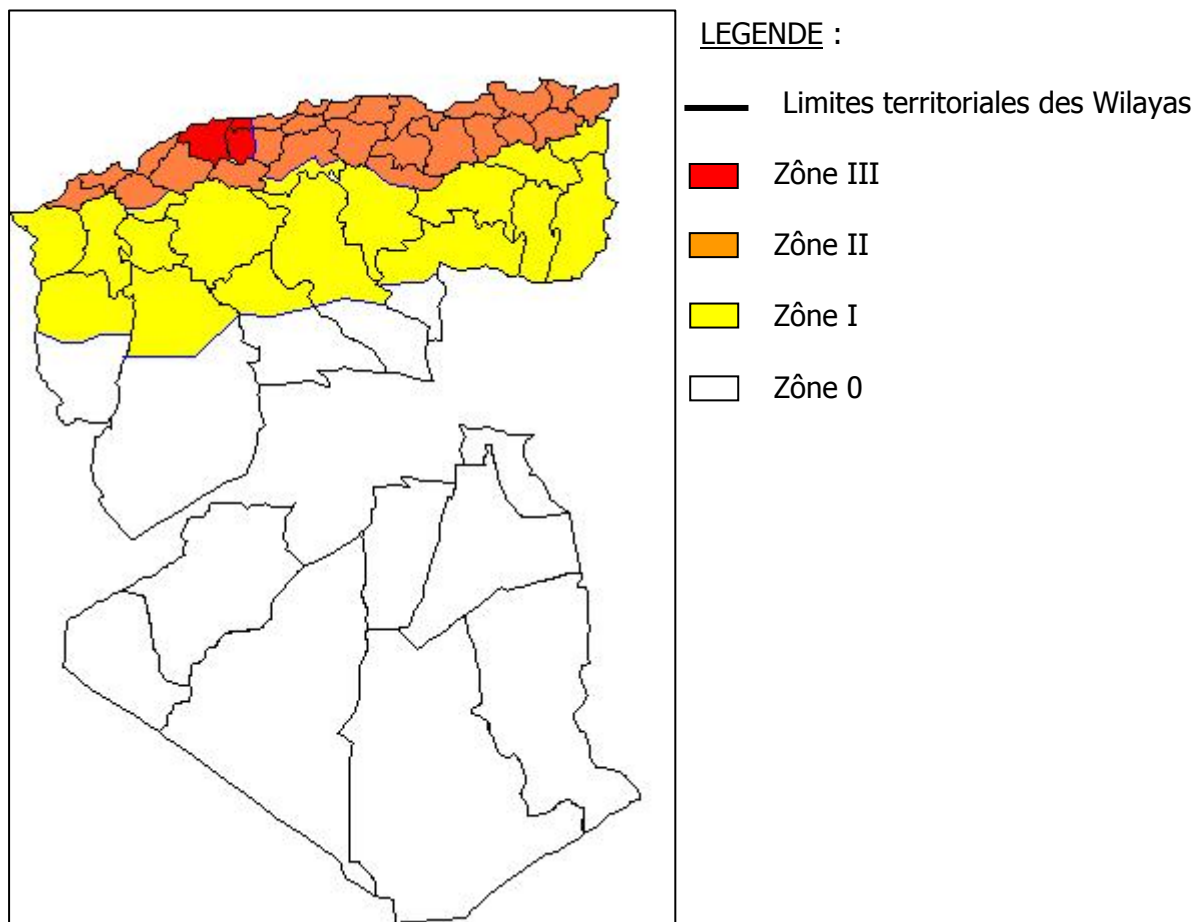 LEGENDE :
Limites territoriales des Wilayas
Zône III
Zône II
Zône I
Zône 0